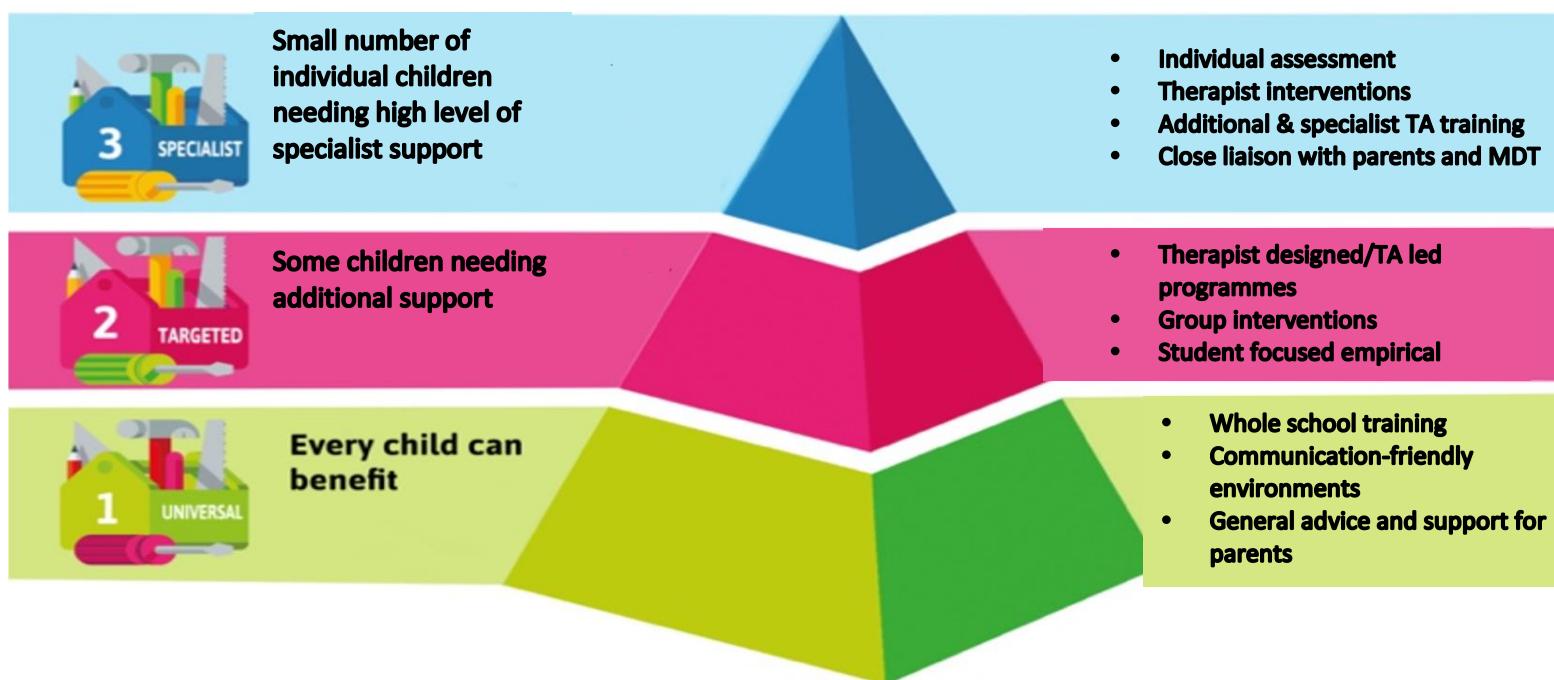 3 SPECIALIST
Small number of
individual children
needing high level of
specialist support
• Individual assessment
• Therapist interventions
• Additional & specialist TA training
• Close liaison with parents and MDT
2 TARGETED
Some children needing
additional support
• Therapist designed/TA led
programmes
• Group interventions
• Student focused empirical
1 UNIVERSAL
Every child can
benefit
• Whole school training
• Communication-friendly
environments
• General advice and support for
parents